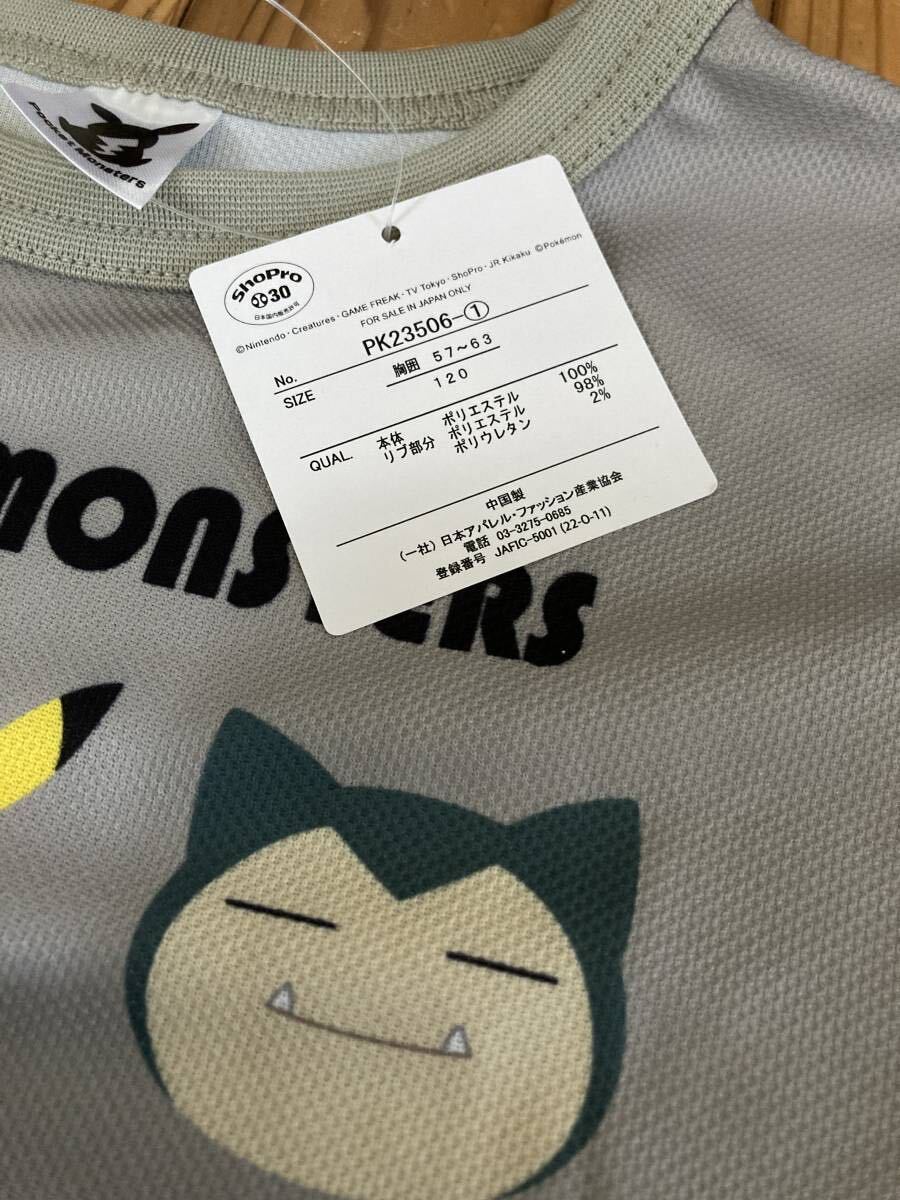 Pocket Monsters
ShoPro
30
日本国内販売許可
©Nintendo・Creatures・GAME FREAK・TV Tokyo・ShoPro・JR Kikaku ©Pokémon
FOR SALE IN JAPAN ONLY
No. PK23506-①
SIZE 胸囲 57~63
120
QUAL. 本体 ポリエステル 100%
リブ部分 ポリエステル 98%
ポリウレタン 2%
中国製
(一社)日本アパレル・ファッション産業協会
電話 03-3275-0685
登録番号 JAFIC-5001 (22-O-11)
MONSTERS